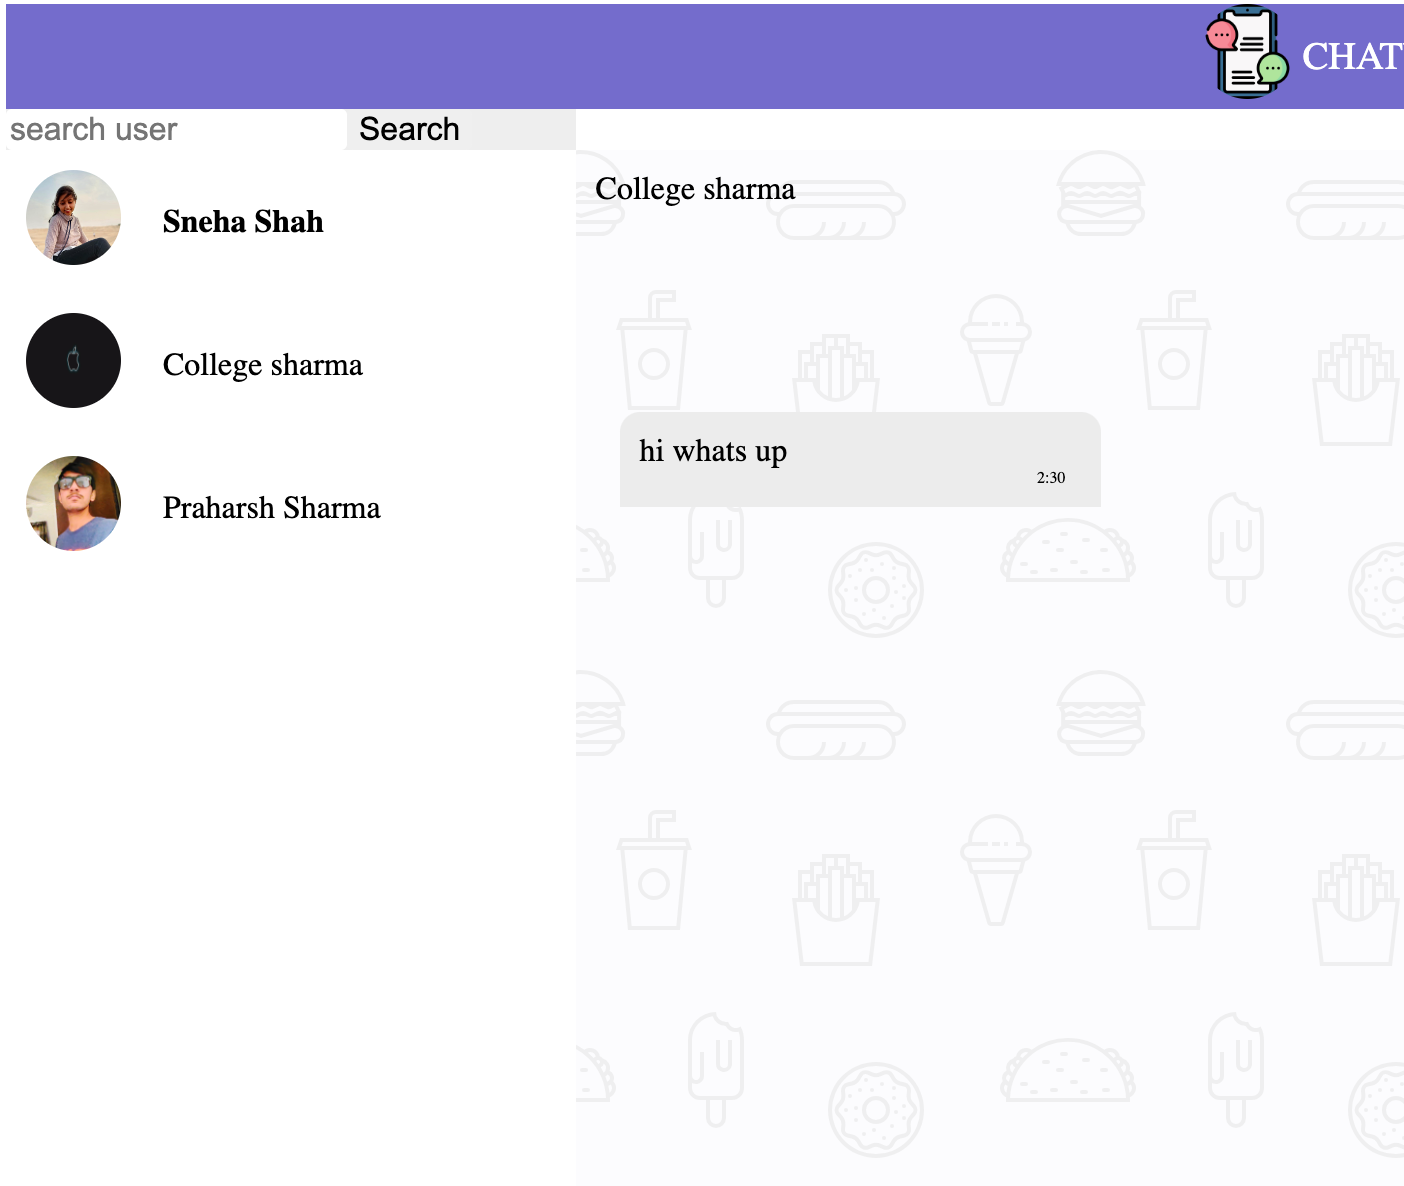 CHAT
search user
Search
Sneha Shah
College sharma
Praharsh Sharma
College sharma
hi whats up
2:30